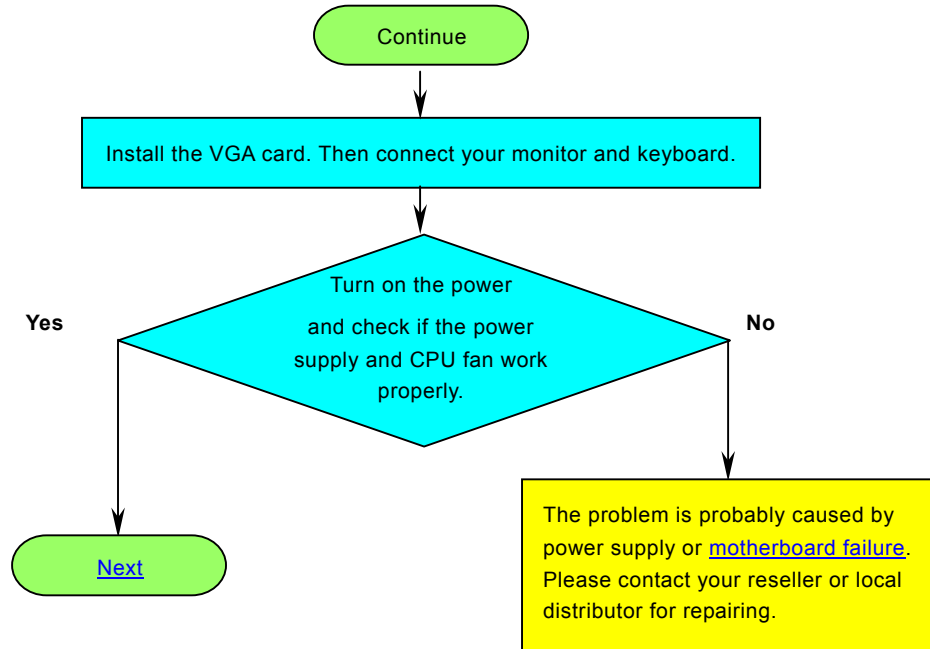 Continue
Install the VGA card. Then connect your monitor and keyboard.
Turn on the power
and check if the power
supply and CPU fan work
properly.
Yes
No
The problem is probably caused by
power supply or motherboard failure.
Please contact your reseller or local
distributor for repairing.
Next